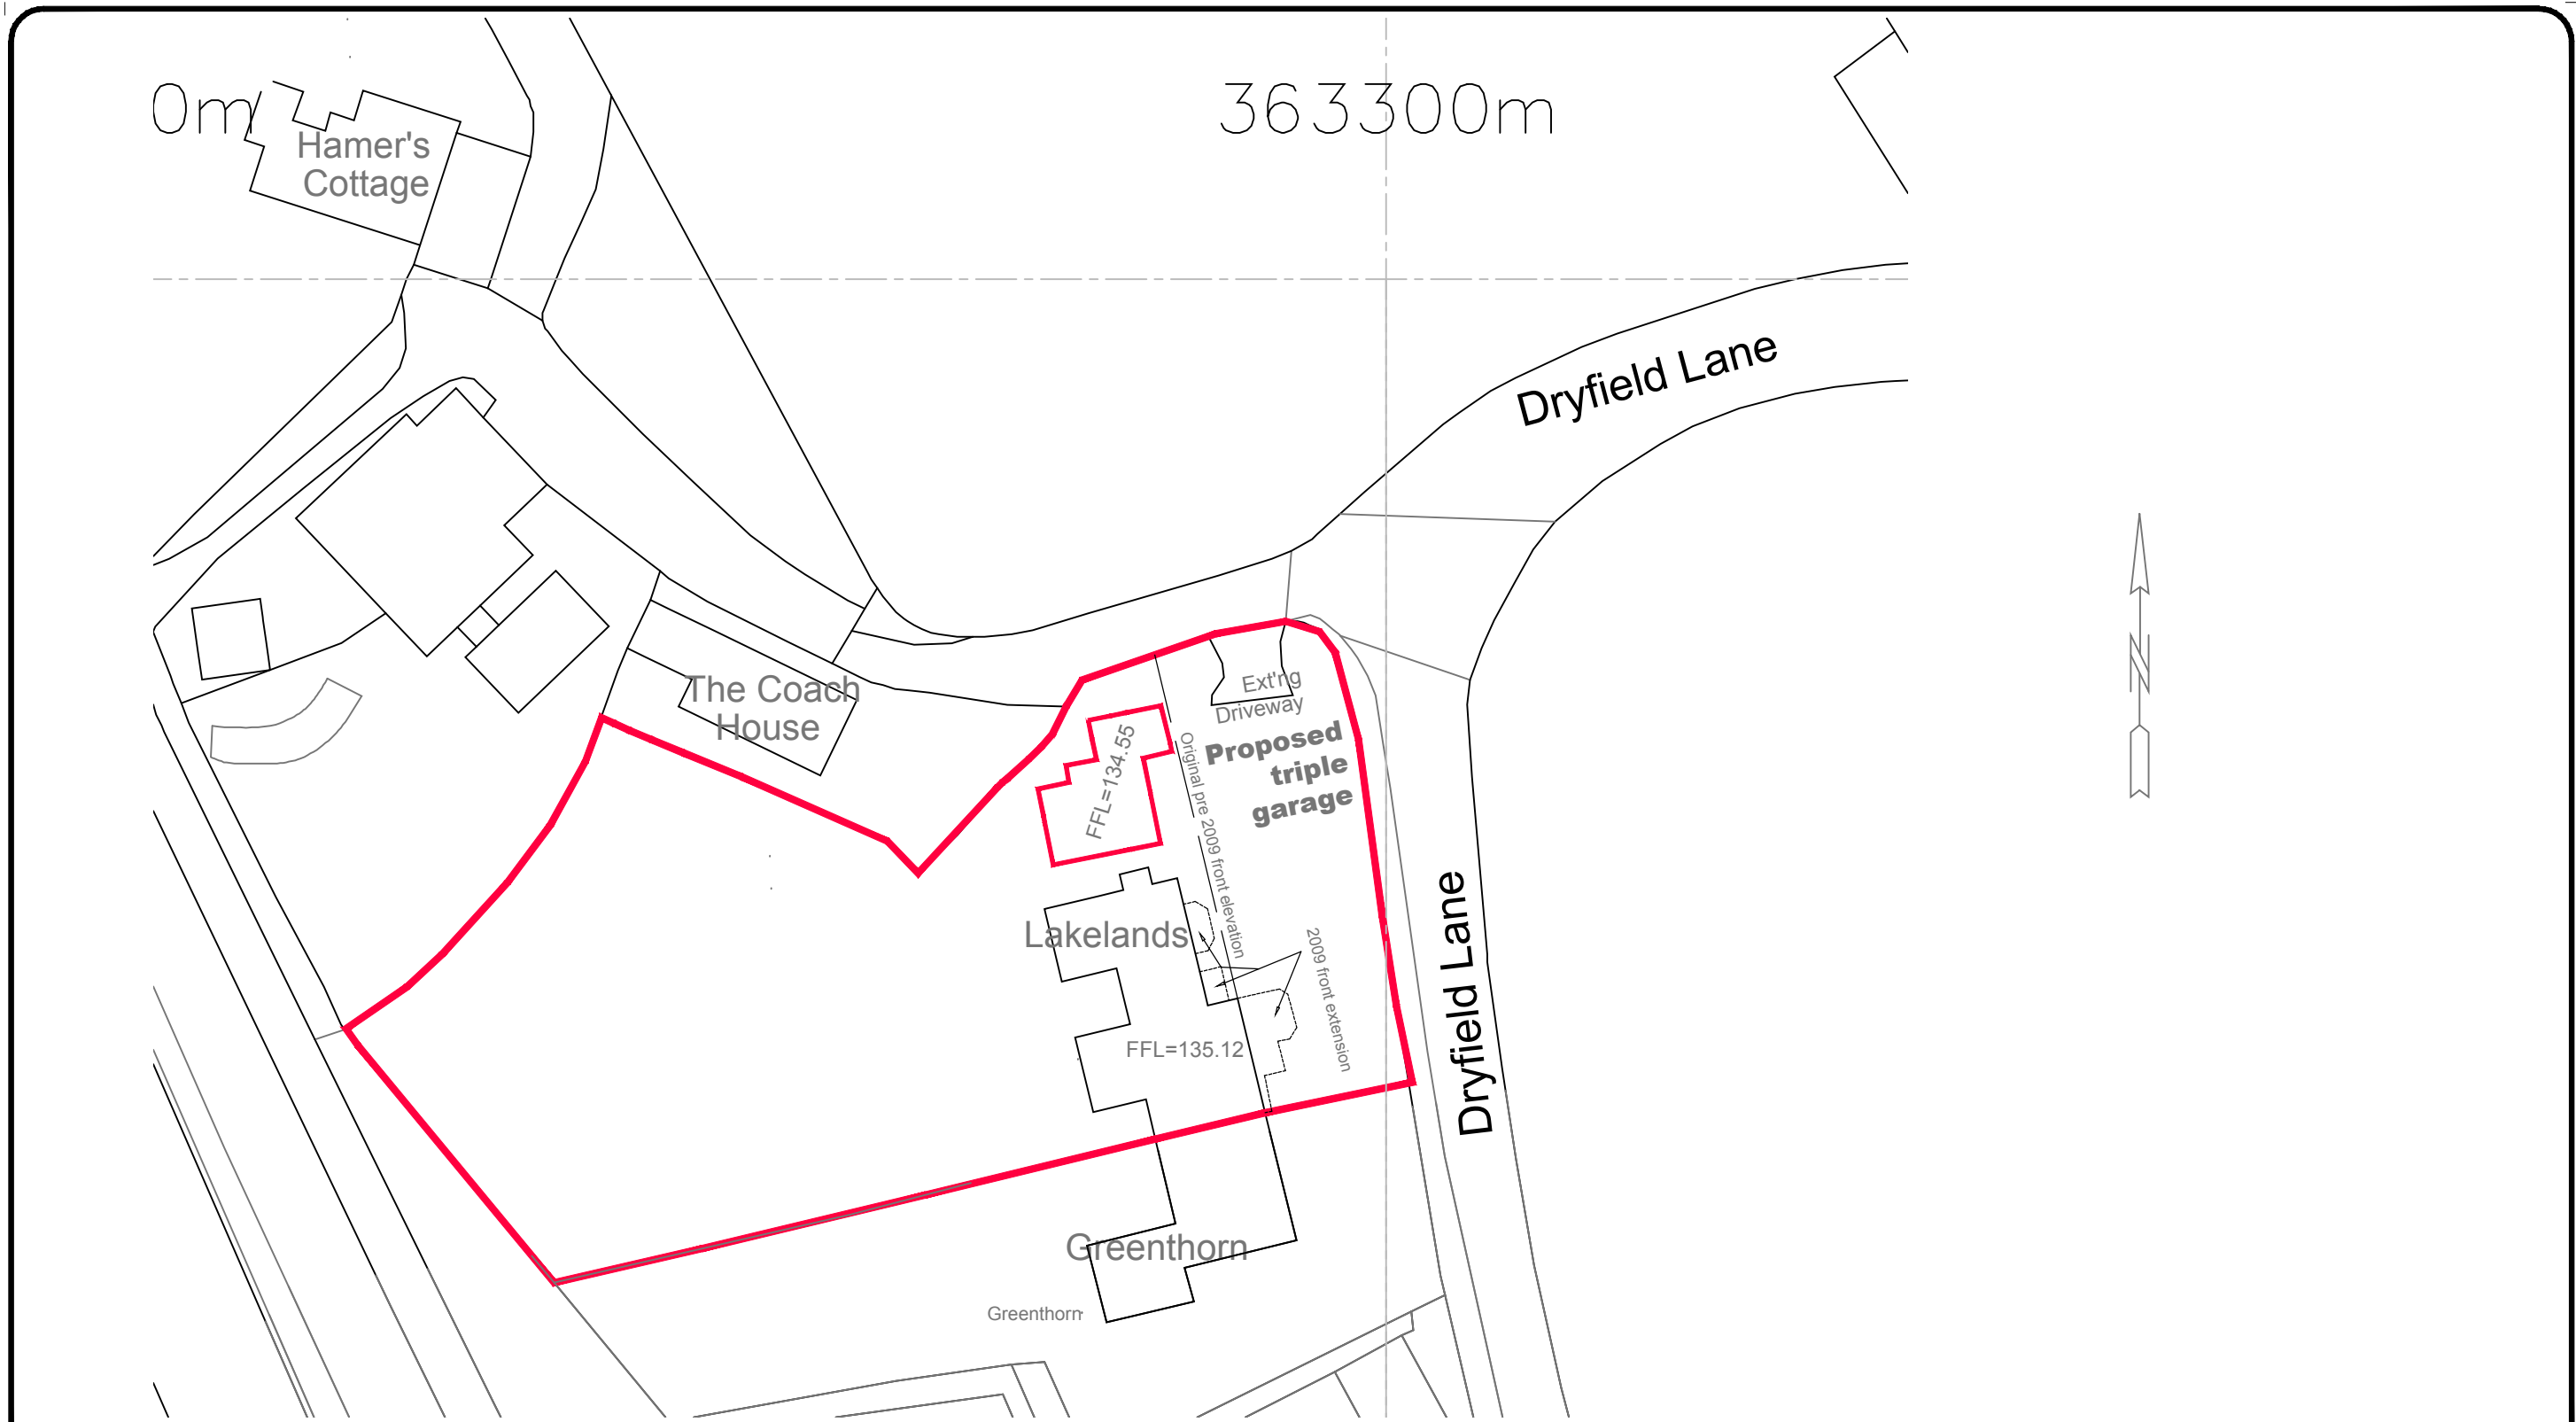 0m
363300m
Hamer's
Cottage
Dryfield Lane
The Coach
House
Ext'ng
Driveway
FFL=134.55
Original pre 2009 front elevation
Proposed
triple
garage
Lakelands
2009 front extension
FFL=135.12
Dryfield Lane
Greenthorn
Greenthorn
N